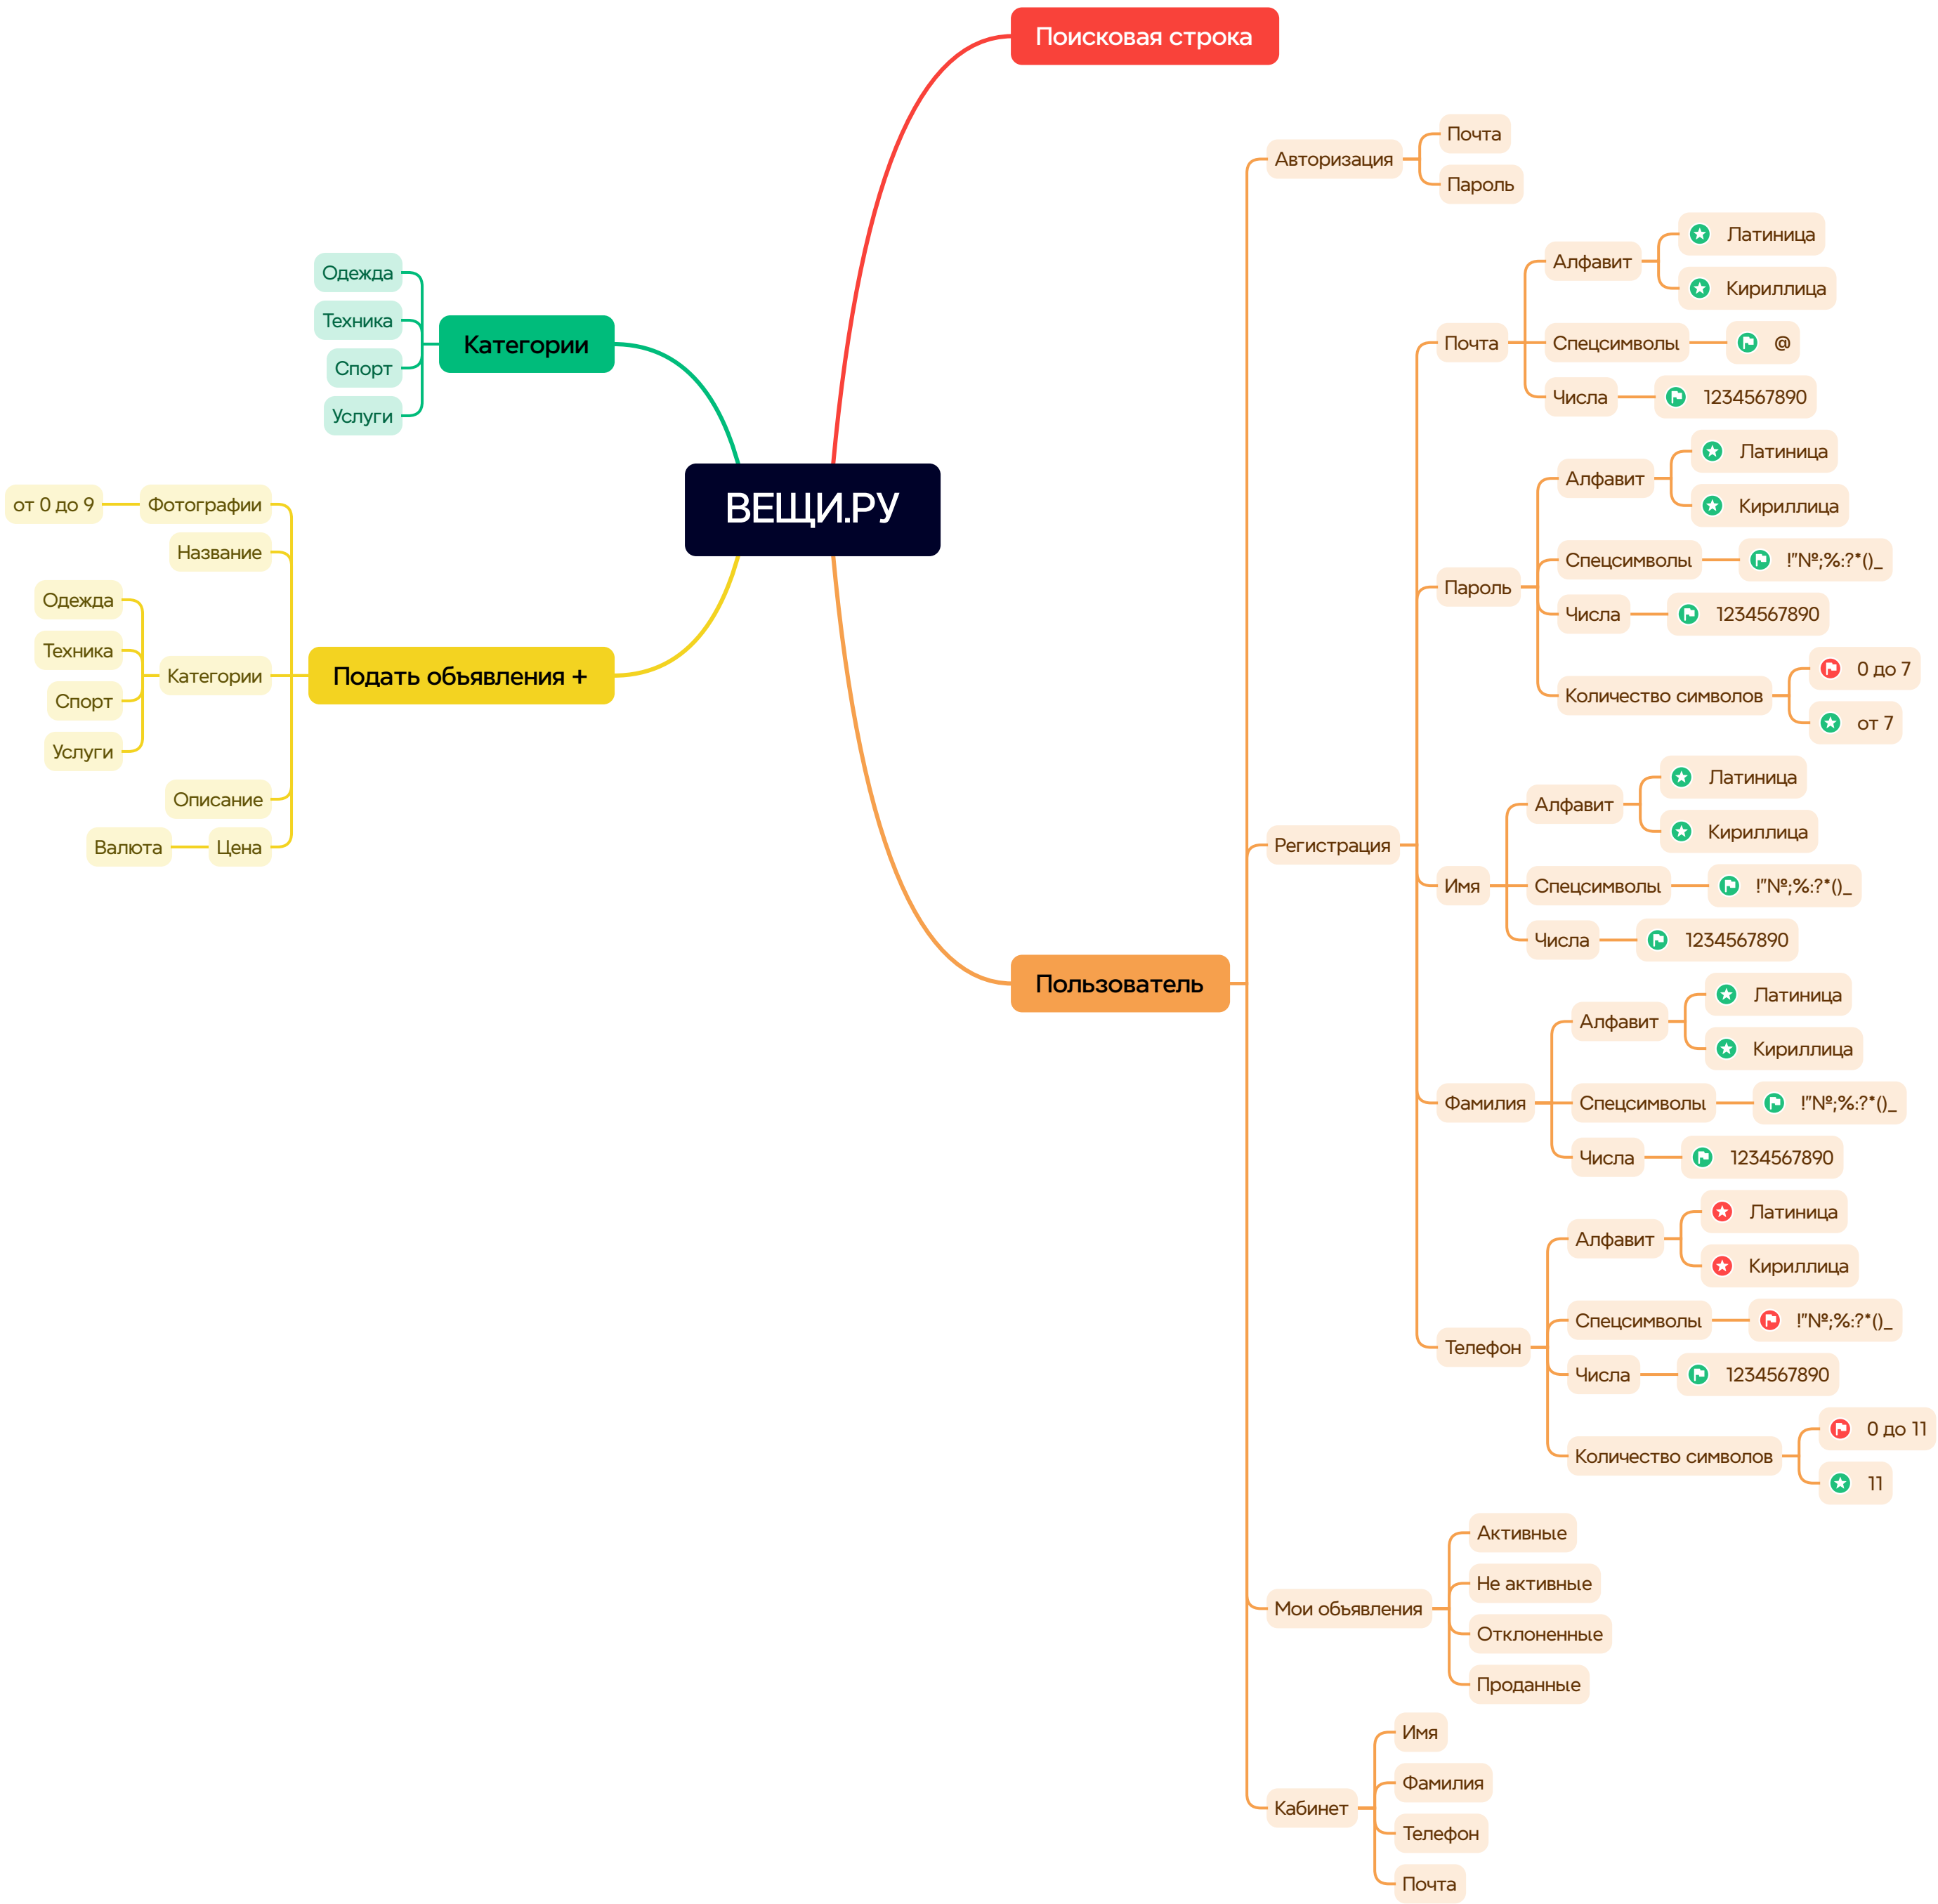 Поисковая строка
Авторизация
Почта
Пароль
Регистрация
Почта
Алфавит
Латиница
Кириллица
Спецсимволы
@
Числа
1234567890
Пароль
Алфавит
Латиница
Кириллица
Спецсимволы
!"№;%:?*()_
Числа
1234567890
Количество символов
0 до 7
от 7
Имя
Алфавит
Латиница
Кириллица
Спецсимволы
!"№;%:?*()_
Числа
1234567890
Фамилия
Алфавит
Латиница
Кириллица
Спецсимволы
!"№;%:?*()_
Числа
1234567890
Телефон
Алфавит
Латиница
Кириллица
Спецсимволы
!"№;%:?*()_
Числа
1234567890
Количество символов
0 до 11
11
Мои объявления
Активные
Не активные
Отклоненные
Проданные
Кабинет
Имя
Фамилия
Телефон
Почта
Пользователь
ВЕЩИ.РУ
Категории
Одежда
Техника
Спорт
Услуги
Подать объявления +
Фотографии
от 0 до 9
Название
Категории
Одежда
Техника
Спорт
Услуги
Описание
Цена
Валюта